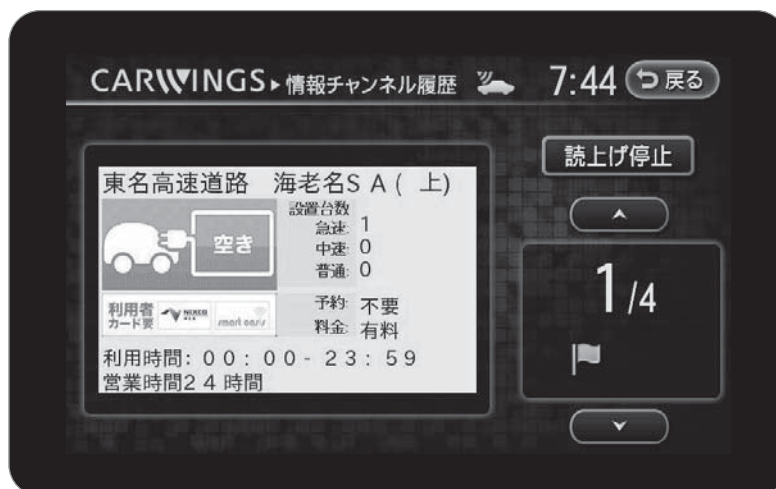 CARWINGS 情報チャンネル履歴 7:44 戻る
読上げ停止
東名高速道路 海老名SA( 上)
設置台数
急速: 1
中速: 0
普通: 0
空き
利用者
カード要
NEXCO
smart oasis
予約: 不要
料金: 有料
利用時間: 00:00-23:59
営業時間24時間
1/4